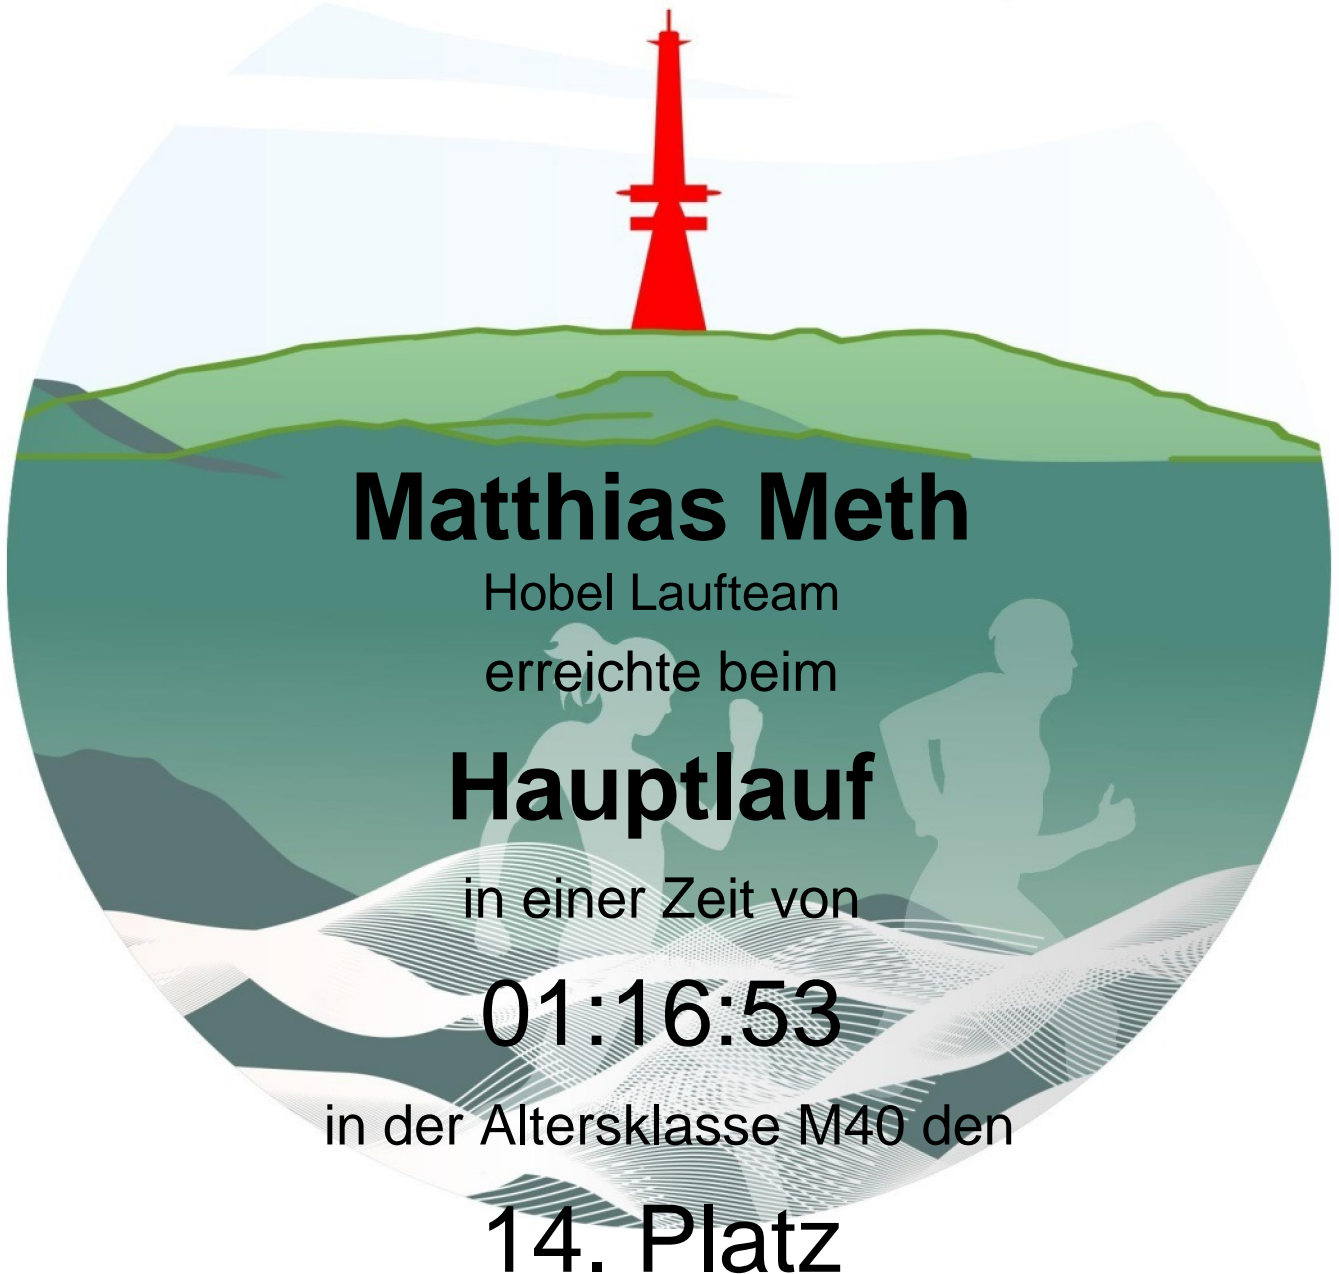 Matthias Meth
Hobel Laufteam
erreichte beim
Hauptlauf
in einer Zeit von
01:16:53
in der Altersklasse M40 den
14. Platz